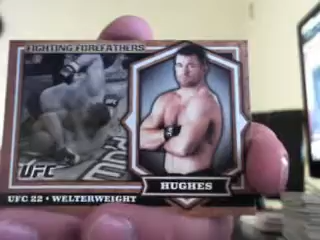 FIGHTING FOREFATHERS
UFC
HUGHES
UFC 22 • WELTERWEIGHT